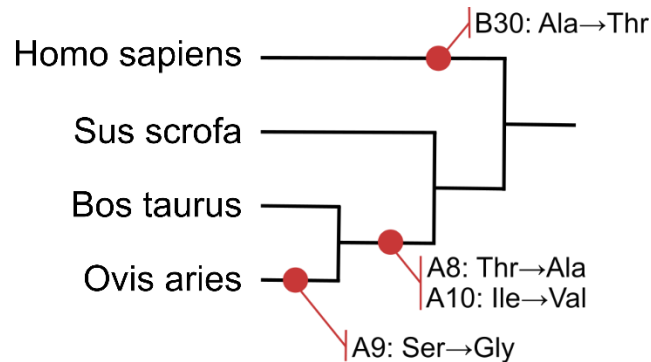 B30: Ala→Thr
Homo sapiens
Sus scrofa
Bos taurus
Ovis aries
A8: Thr→Ala
A10: Ile→Val
A9: Ser→Gly